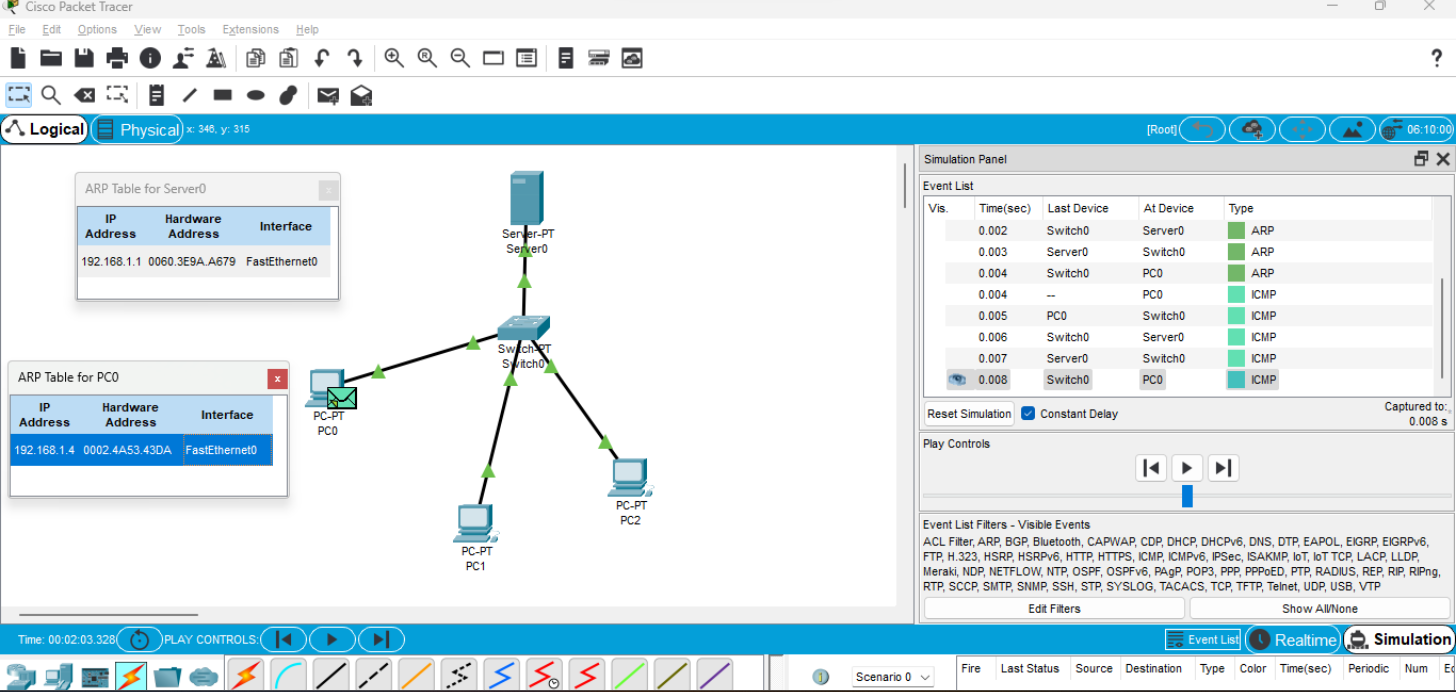 Cisco Packet Tracer
File Edit Options View Tools Extensions Help
?
Logical Physical x: 346, y: 315 [Root] 06:10:00
ARP Table for Server0
IP Address Hardware Address Interface
192.168.1.1 0060.3E9A.A679 FastEthernet0
Server-PT
Server0
Switch-PT
Switch0
ARP Table for PC0
IP Address Hardware Address Interface
192.168.1.4 0002.4A53.43DA FastEthernet0
PC-PT
PC0
PC-PT
PC2
PC-PT
PC1
Simulation Panel
Event List
Vis. Time(sec) Last Device At Device Type
0.002 Switch0 Server0 ARP
0.003 Server0 Switch0 ARP
0.004 Switch0 PC0 ARP
0.004 -- PC0 ICMP
0.005 PC0 Switch0 ICMP
0.006 Switch0 Server0 ICMP
0.007 Server0 Switch0 ICMP
0.008 Switch0 PC0 ICMP
Reset Simulation Constant Delay Captured to:
0.008 s
Play Controls
Event List Filters - Visible Events
ACL Filter, ARP, BGP, Bluetooth, CAPWAP, CDP, DHCP, DHCPv6, DNS, DTP, EAPOL, EIGRP, EIGRPv6,
FTP, H.323, HSRP, HSRPv6, HTTP, HTTPS, ICMP, ICMPv6, IPSec, ISAKMP, IoT, IoT TCP, LACP, LLDP,
Meraki, NDP, NETFLOW, NTP, OSPF, OSPFv6, PAgP, POP3, PPP, PPPoED, PTP, RADIUS, REP, RIP, RIPng,
RTP, SCCP, SMTP, SNMP, SSH, STP, SYSLOG, TACACS, TCP, TFTP, Telnet, UDP, USB, VTP
Edit Filters Show All/None
Time: 00:02:03.328 PLAY CONTROLS: Event List Realtime Simulation
Scenario 0 Fire Last Status Source Destination Type Color Time(sec) Periodic Num